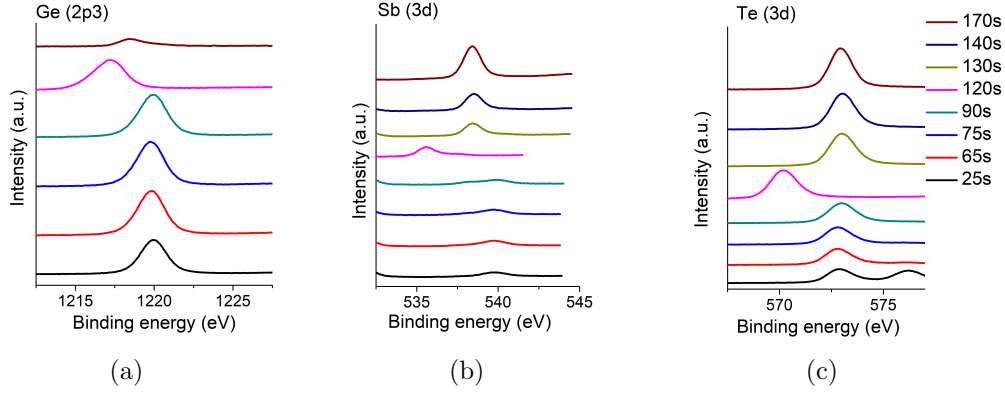 Ge (2p3)
Intensity (a.u.)
1215 1220 1225
Binding energy (eV)
(a)
Sb (3d)
Intensity (a.u.)
535 540 545
Binding energy (eV)
(b)
Te (3d)
Intensity (a.u.)
570 575
Binding energy (eV)
(c)
170s
140s
130s
120s
90s
75s
65s
25s